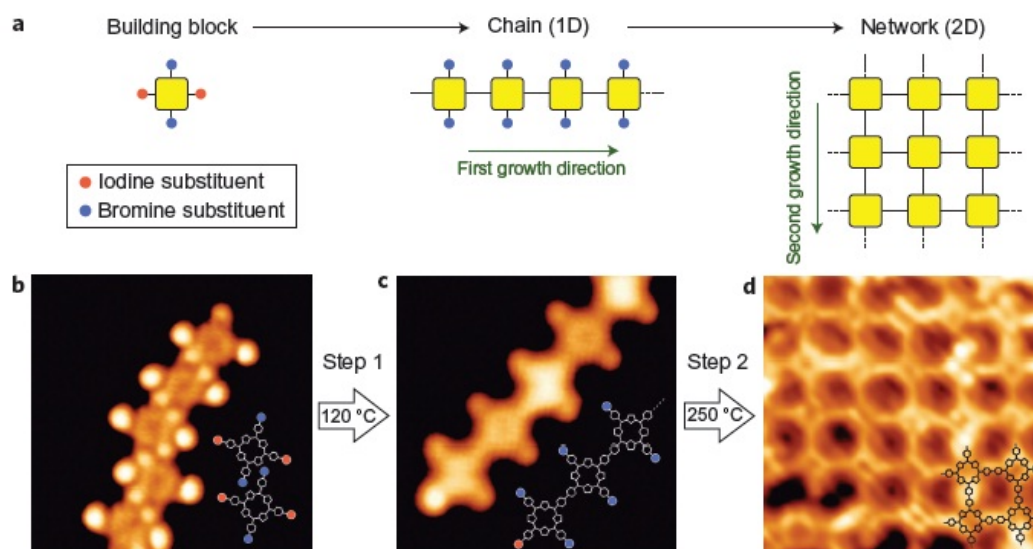 a
Building block
Chain (1D)
Network (2D)
First growth direction
Second growth direction
Iodine substituent
Bromine substituent
b
c
d
Step 1
120 °C
Step 2
250 °C